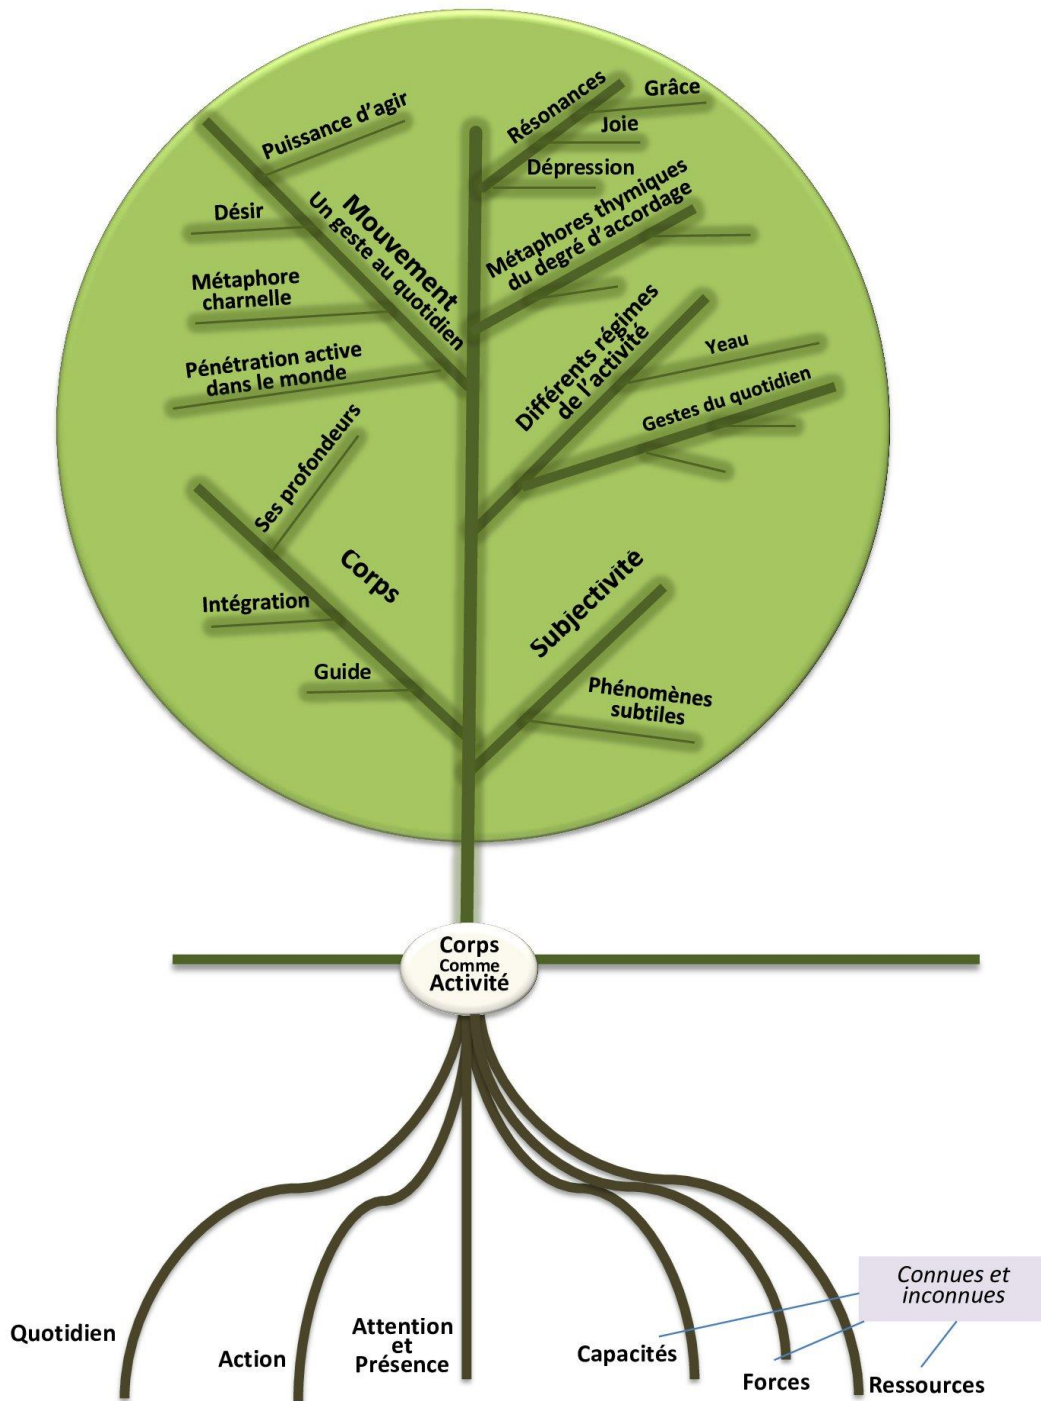 Résonances
Grâce
Joie
Dépression
Puissance d’agir
Désir
Mouvement
Un geste au quotidien
Métaphores thymiques
du degré d’accordage
Métaphore
charnelle
Pénétration active
dans le monde
Différents régimes
de l’activité
Yeau
Gestes du quotidien
Ses profondeurs
Corps
Intégration
Guide
Subjectivité
Phénomènes
subtiles
Corps
Comme
Activité
Quotidien
Action
Attention
et
Présence
Capacités
Forces
Ressources
Connues et
inconnues